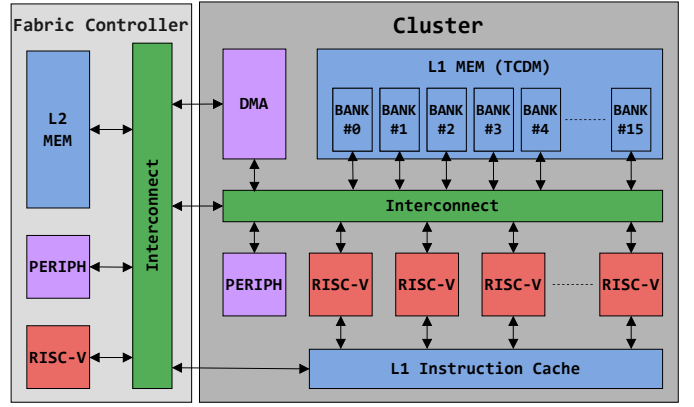 Fabric Controller
L2
MEM
PERIPH
RISC-V
Interconnect
Cluster
DMA
L1 MEM (TCDM)
BANK
#0
BANK
#1
BANK
#2
BANK
#3
BANK
#4
BANK
#15
Interconnect
PERIPH
RISC-V
RISC-V
RISC-V
RISC-V
L1 Instruction Cache